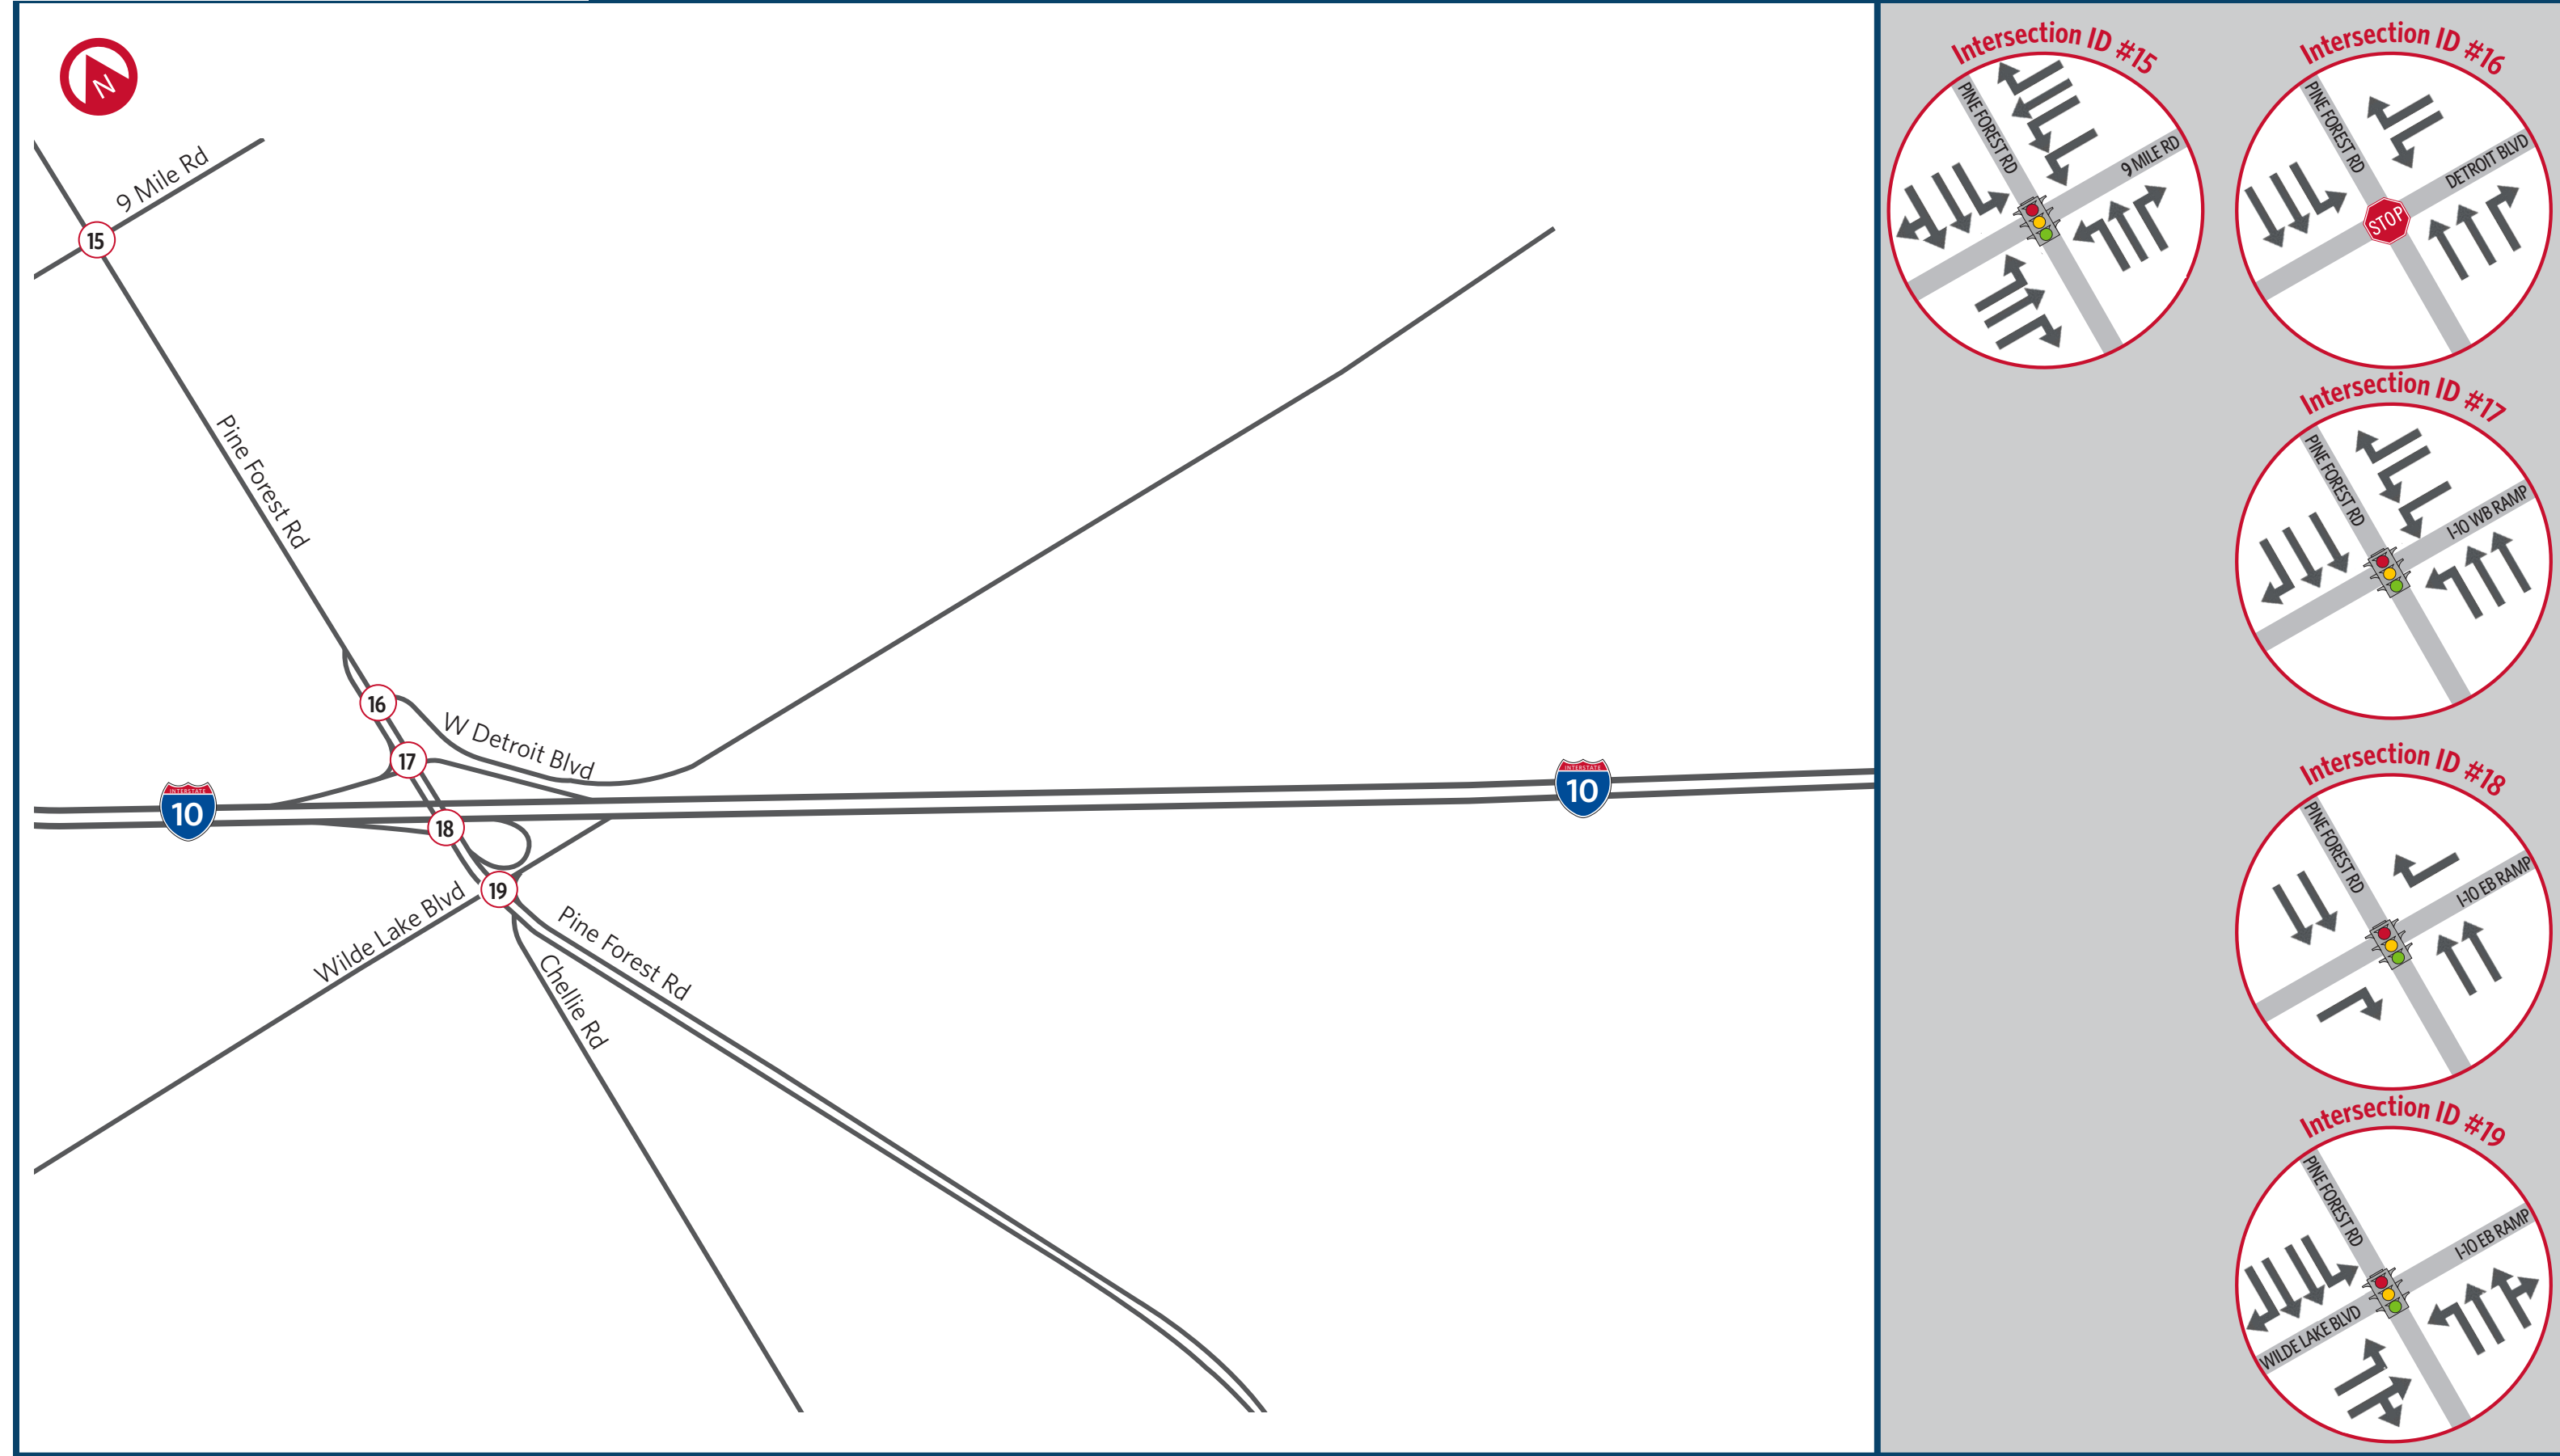 N
9 Mile Rd
15
Pine Forest Rd
16
W Detroit Blvd
17
INTERSTATE
10
INTERSTATE
10
18
19
Wilde Lake Blvd
Pine Forest Rd
Chellie Rd
Intersection ID #15
PINE FOREST RD
9 MILE RD
Intersection ID #16
PINE FOREST RD
DETROIT BLVD
STOP
Intersection ID #17
PINE FOREST RD
I-10 WB RAMP
Intersection ID #18
PINE FOREST RD
I-10 EB RAMP
Intersection ID #19
PINE FOREST RD
I-10 EB RAMP
WILDE LAKE BLVD